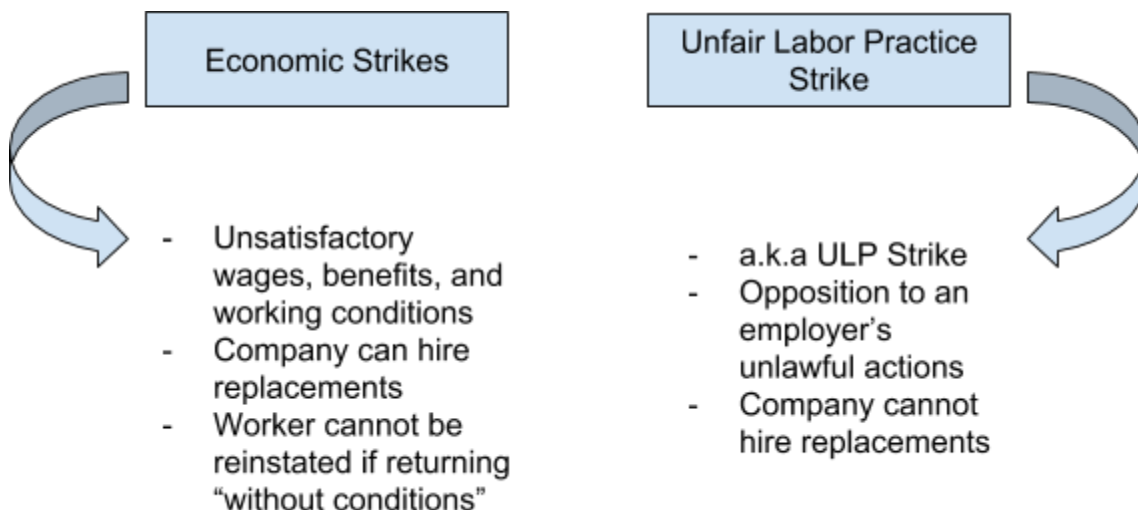 Economic Strikes
- Unsatisfactory
wages, benefits, and
working conditions
- Company can hire
replacements
- Worker cannot be
reinstated if returning
“without conditions”
Unfair Labor Practice
Strike
- a.k.a ULP Strike
- Opposition to an
employer’s
unlawful actions
- Company cannot
hire replacements